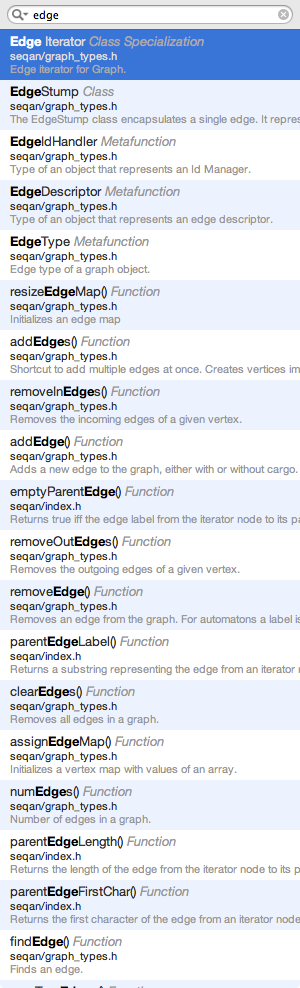 edge
Edge Iterator Class Specialization
seqan/graph_types.h
Edge iterator for Graph.
EdgeStump Class
seqan/graph_types.h
The EdgeStump class encapsulates a single edge. It repres
EdgeIdHandler Metafunction
seqan/graph_types.h
Type of an object that represents an Id Manager.
EdgeDescriptor Metafunction
seqan/graph_types.h
Type of an object that represents an edge descriptor.
EdgeType Metafunction
seqan/graph_types.h
Edge type of a graph object.
resizeEdgeMap() Function
seqan/graph_types.h
Initializes an edge map
addEdges() Function
seqan/graph_types.h
Shortcut to add multiple edges at once. Creates vertices im
removeInEdges() Function
seqan/graph_types.h
Removes the incoming edges of a given vertex.
addEdge() Function
seqan/graph_types.h
Adds a new edge to the graph, either with or without cargo.
emptyParentEdge() Function
seqan/index.h
Returns true iff the edge label from the iterator node to its pa
removeOutEdges() Function
seqan/graph_types.h
Removes the outgoing edges of a given vertex.
removeEdge() Function
seqan/graph_types.h
Removes an edge from the graph. For automatons a label is
parentEdgeLabel() Function
seqan/index.h
Returns a substring representing the edge from an iterator
clearEdges() Function
seqan/graph_types.h
Removes all edges in a graph.
assignEdgeMap() Function
seqan/graph_types.h
Initializes a vertex map with values of an array.
numEdges() Function
seqan/graph_types.h
Number of edges in a graph.
parentEdgeLength() Function
seqan/index.h
Returns the length of the edge from the iterator node to its p
parentEdgeFirstChar() Function
seqan/index.h
Returns the first character of the edge from an iterator node
findEdge() Function
seqan/graph_types.h
Finds an edge.